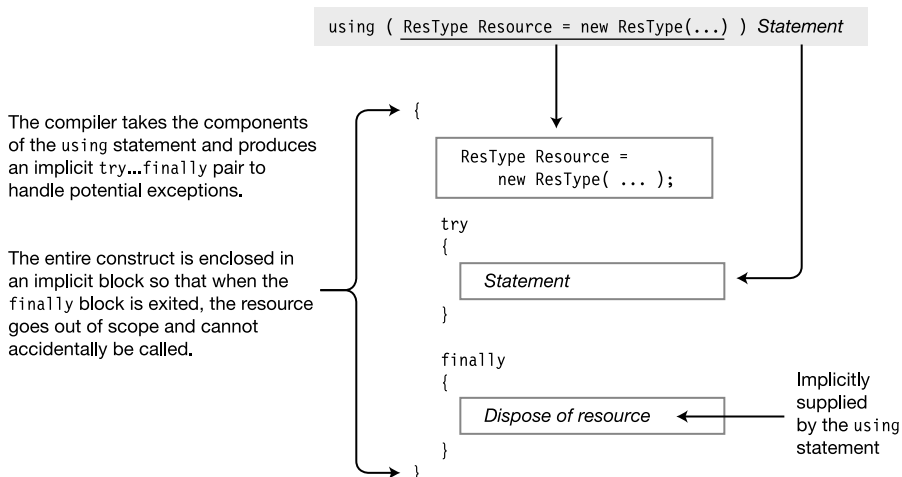 using ( ResType Resource = new ResType(...) ) Statement
The compiler takes the components
of the using statement and produces
an implicit try...finally pair to
handle potential exceptions.
The entire construct is enclosed in
an implicit block so that when the
finally block is exited, the resource
goes out of scope and cannot
accidentally be called.
{
ResType Resource =
new ResType( ... );
try
{
Statement
}
finally
{
Dispose of resource
}
}
Implicitly
supplied
by the using
statement